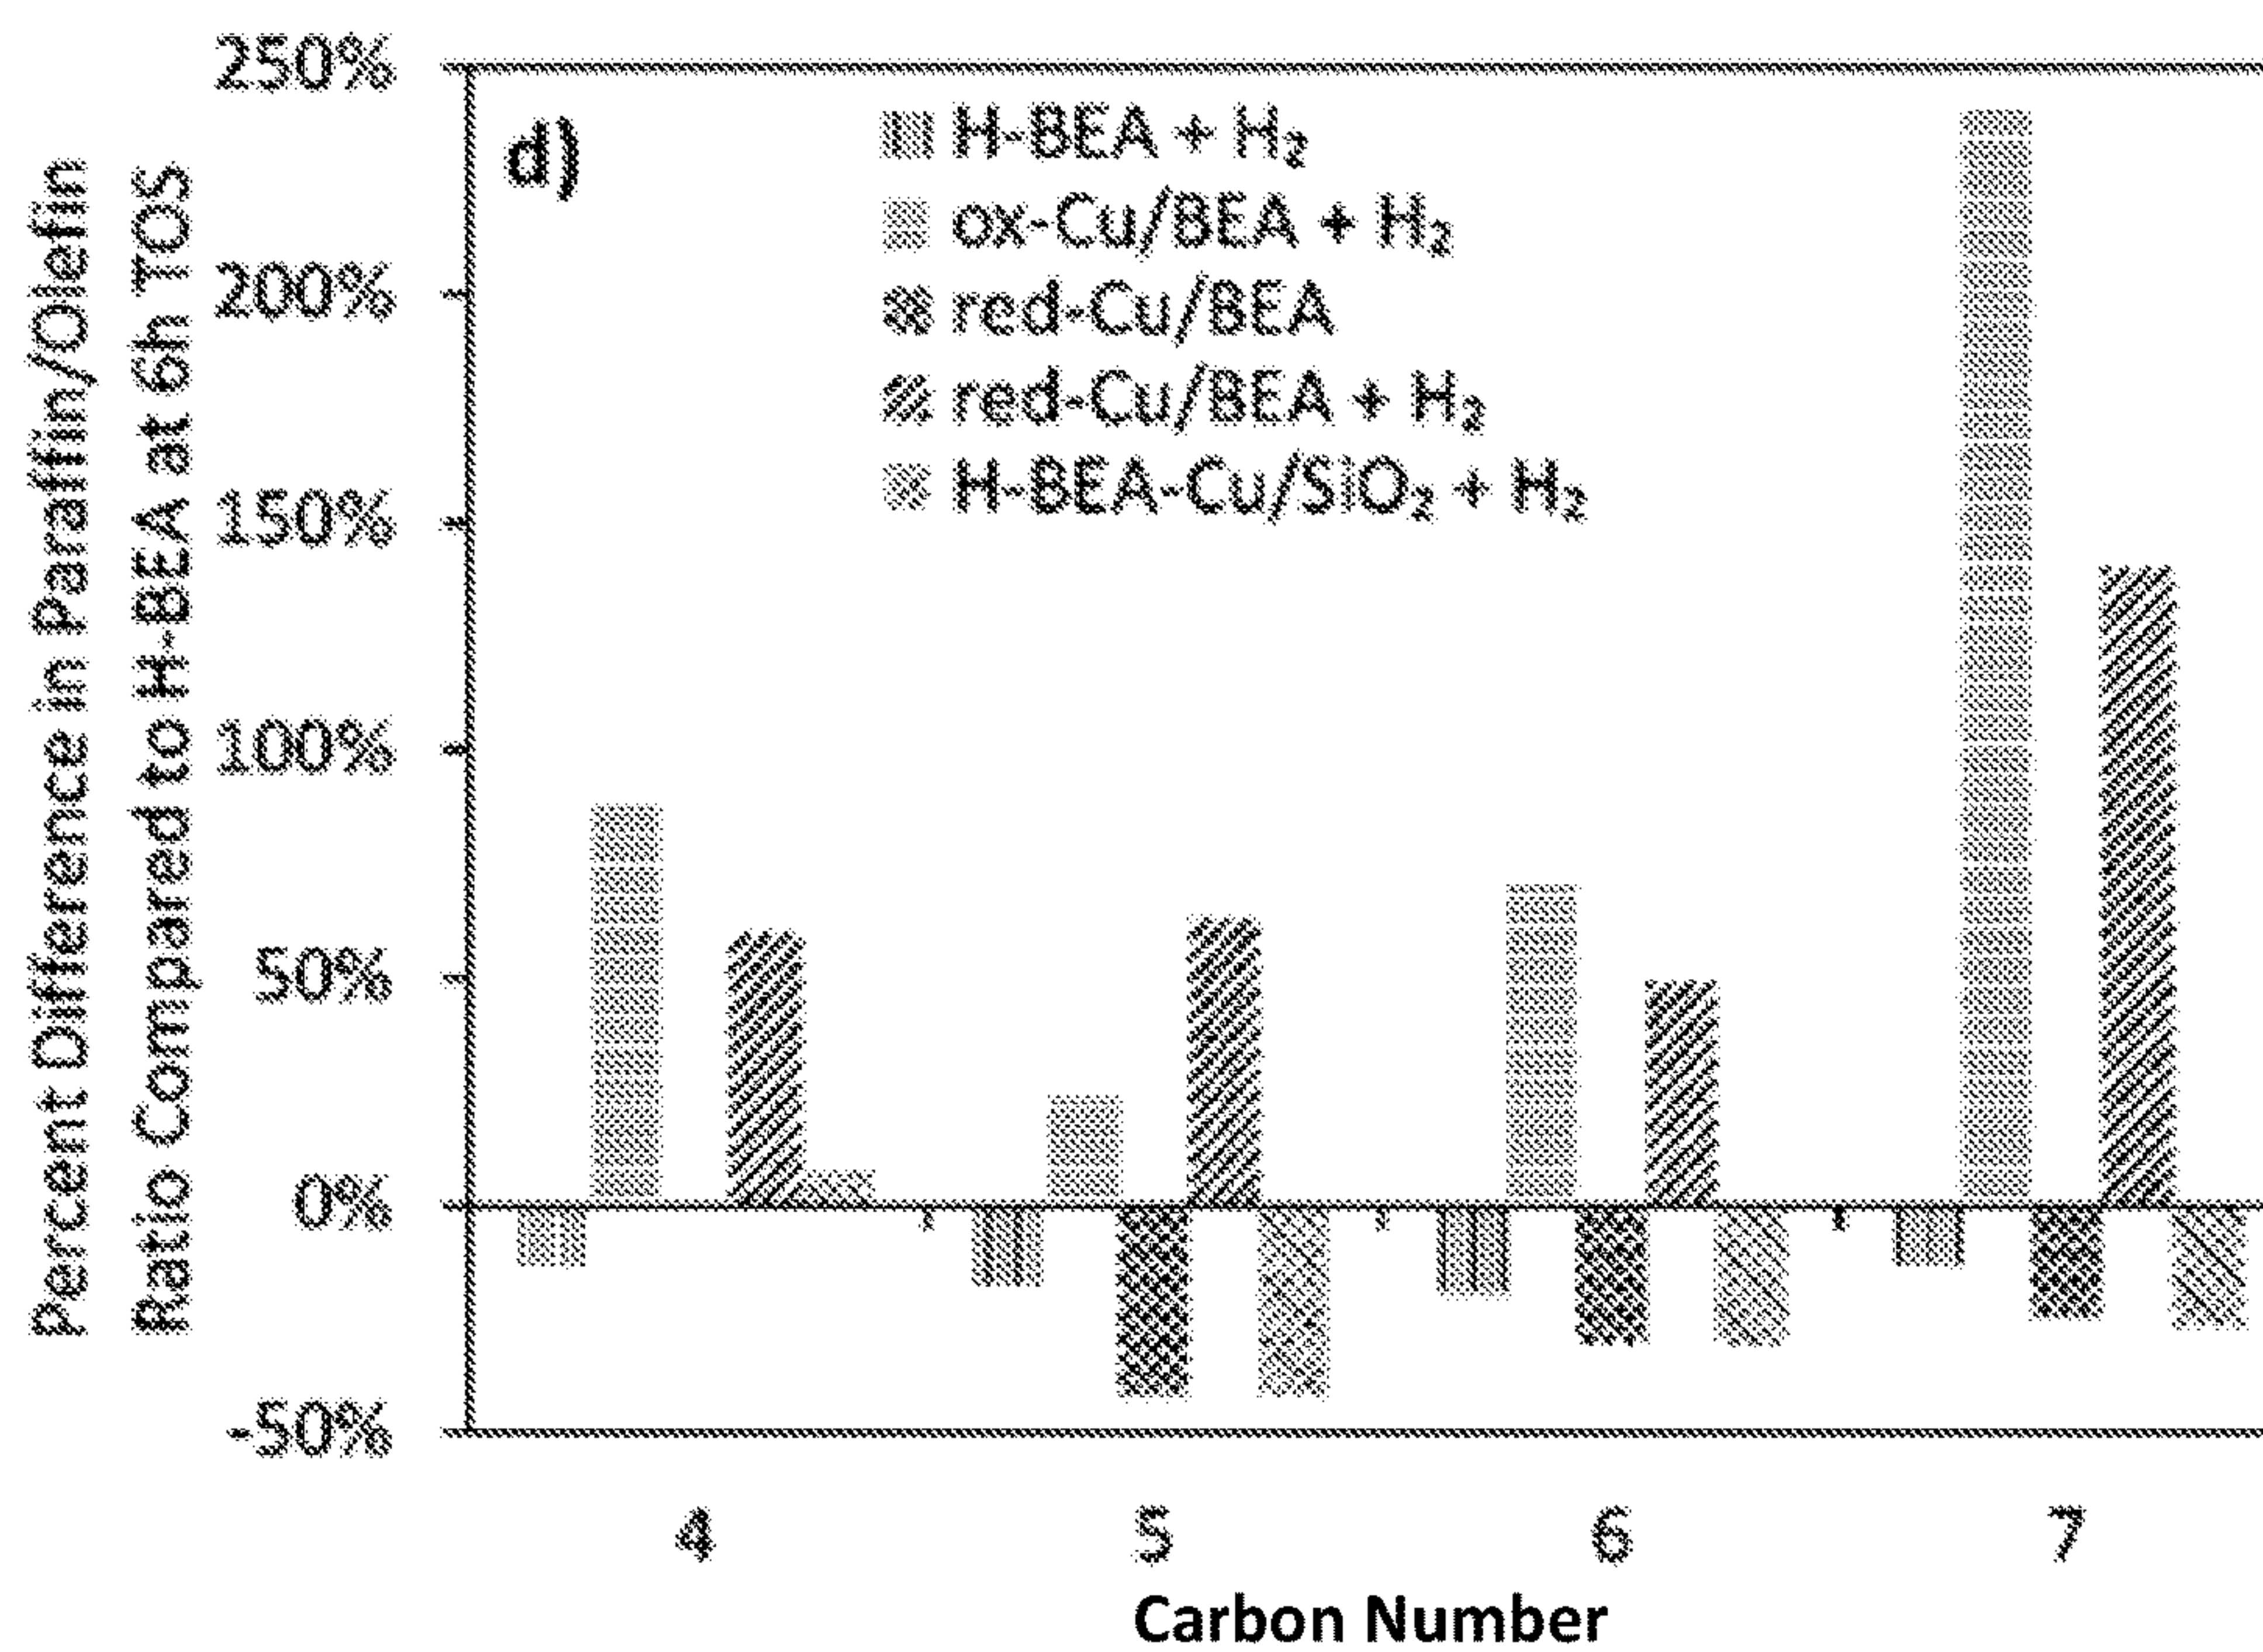 Percent Difference in Paraffin/Olefin
Ratio Compared to H-BEA at 6h TOS
250%
200%
150%
100%
50%
0%
-50%
d)
H-BEA + H₂
ox-Cu/BEA + H₂
red-Cu/BEA
red-Cu/BEA + H₂
H-BEA-Cu/SiO₂ + H₂
4 5 6 7
Carbon Number